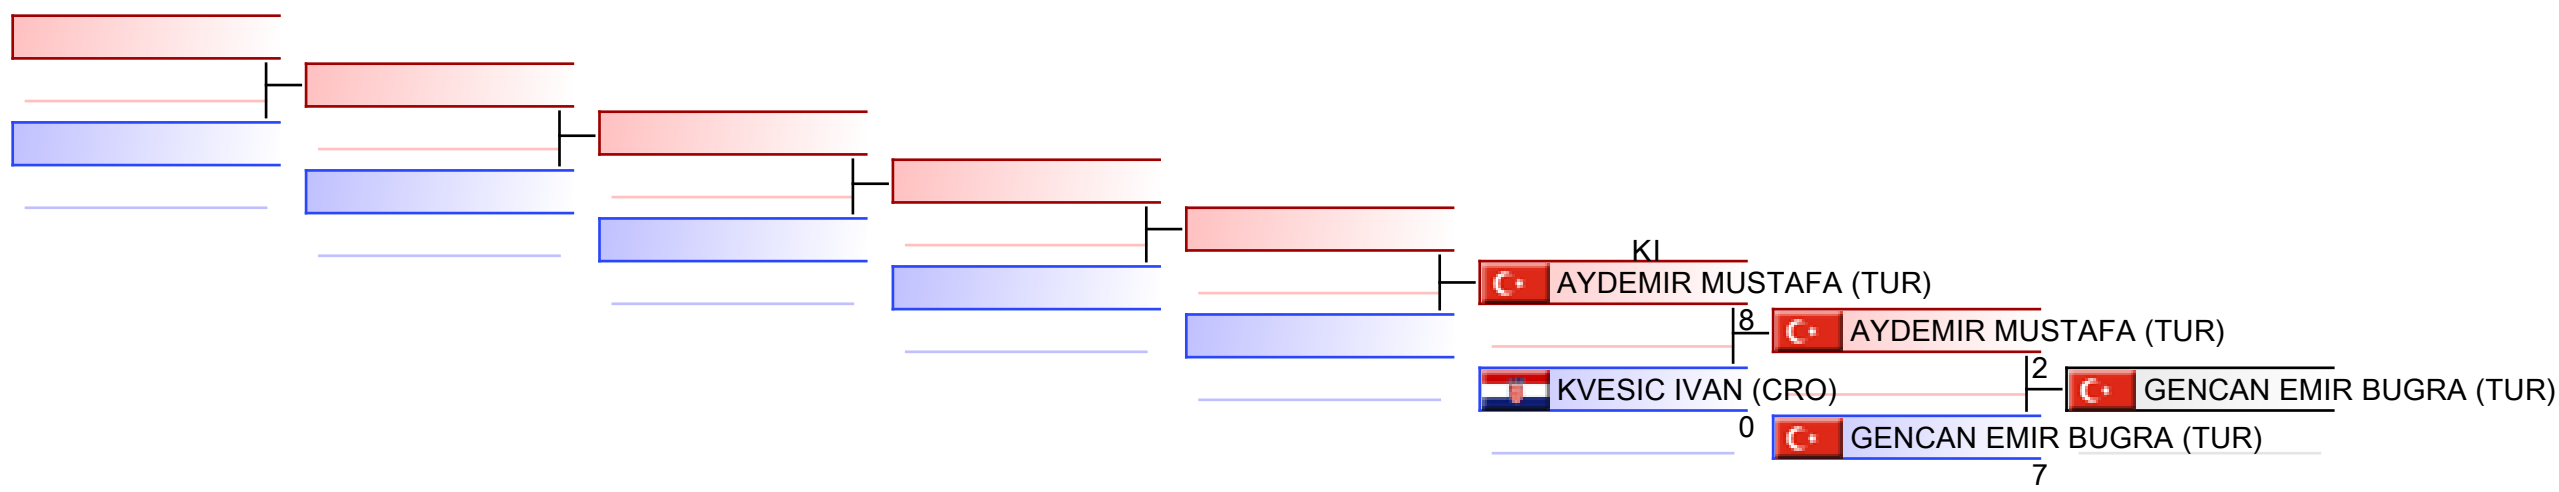 KI
AYDEMIR MUSTAFA (TUR)
8
AYDEMIR MUSTAFA (TUR)
2
KVESIC IVAN (CRO)
GENCAN EMIR BUGRA (TUR)
0
GENCAN EMIR BUGRA (TUR)
7